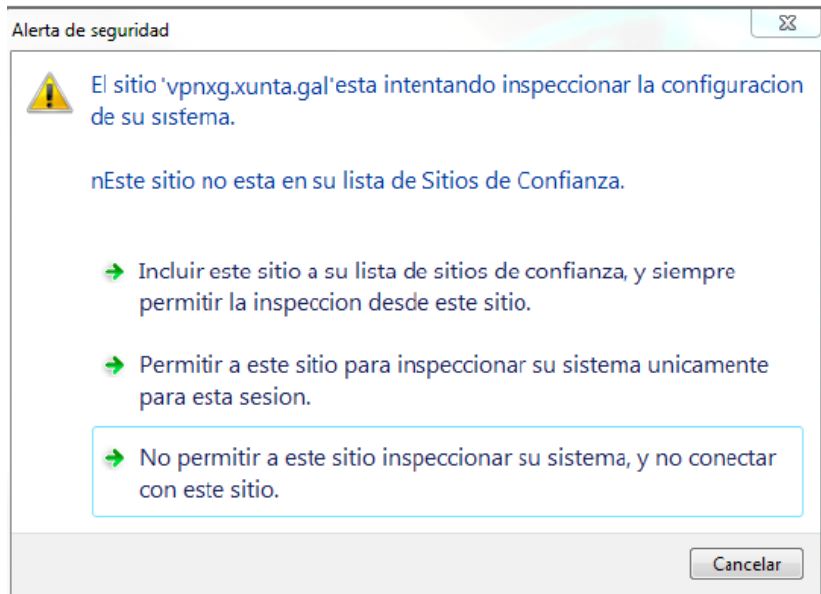 Alerta de seguridad
El sitio 'vpnxg.xunta.gal'esta intentando inspeccionar la configuracion
de su sistema.
nEste sitio no esta en su lista de Sitios de Confianza.
Incluir este sitio a su lista de sitios de confianza, y siempre
permitir la inspeccion desde este sitio.
Permitir a este sitio para inspeccionar su sistema unicamente
para esta sesion.
No permitir a este sitio inspeccionar su sistema, y no conectar
con este sitio.
Cancelar